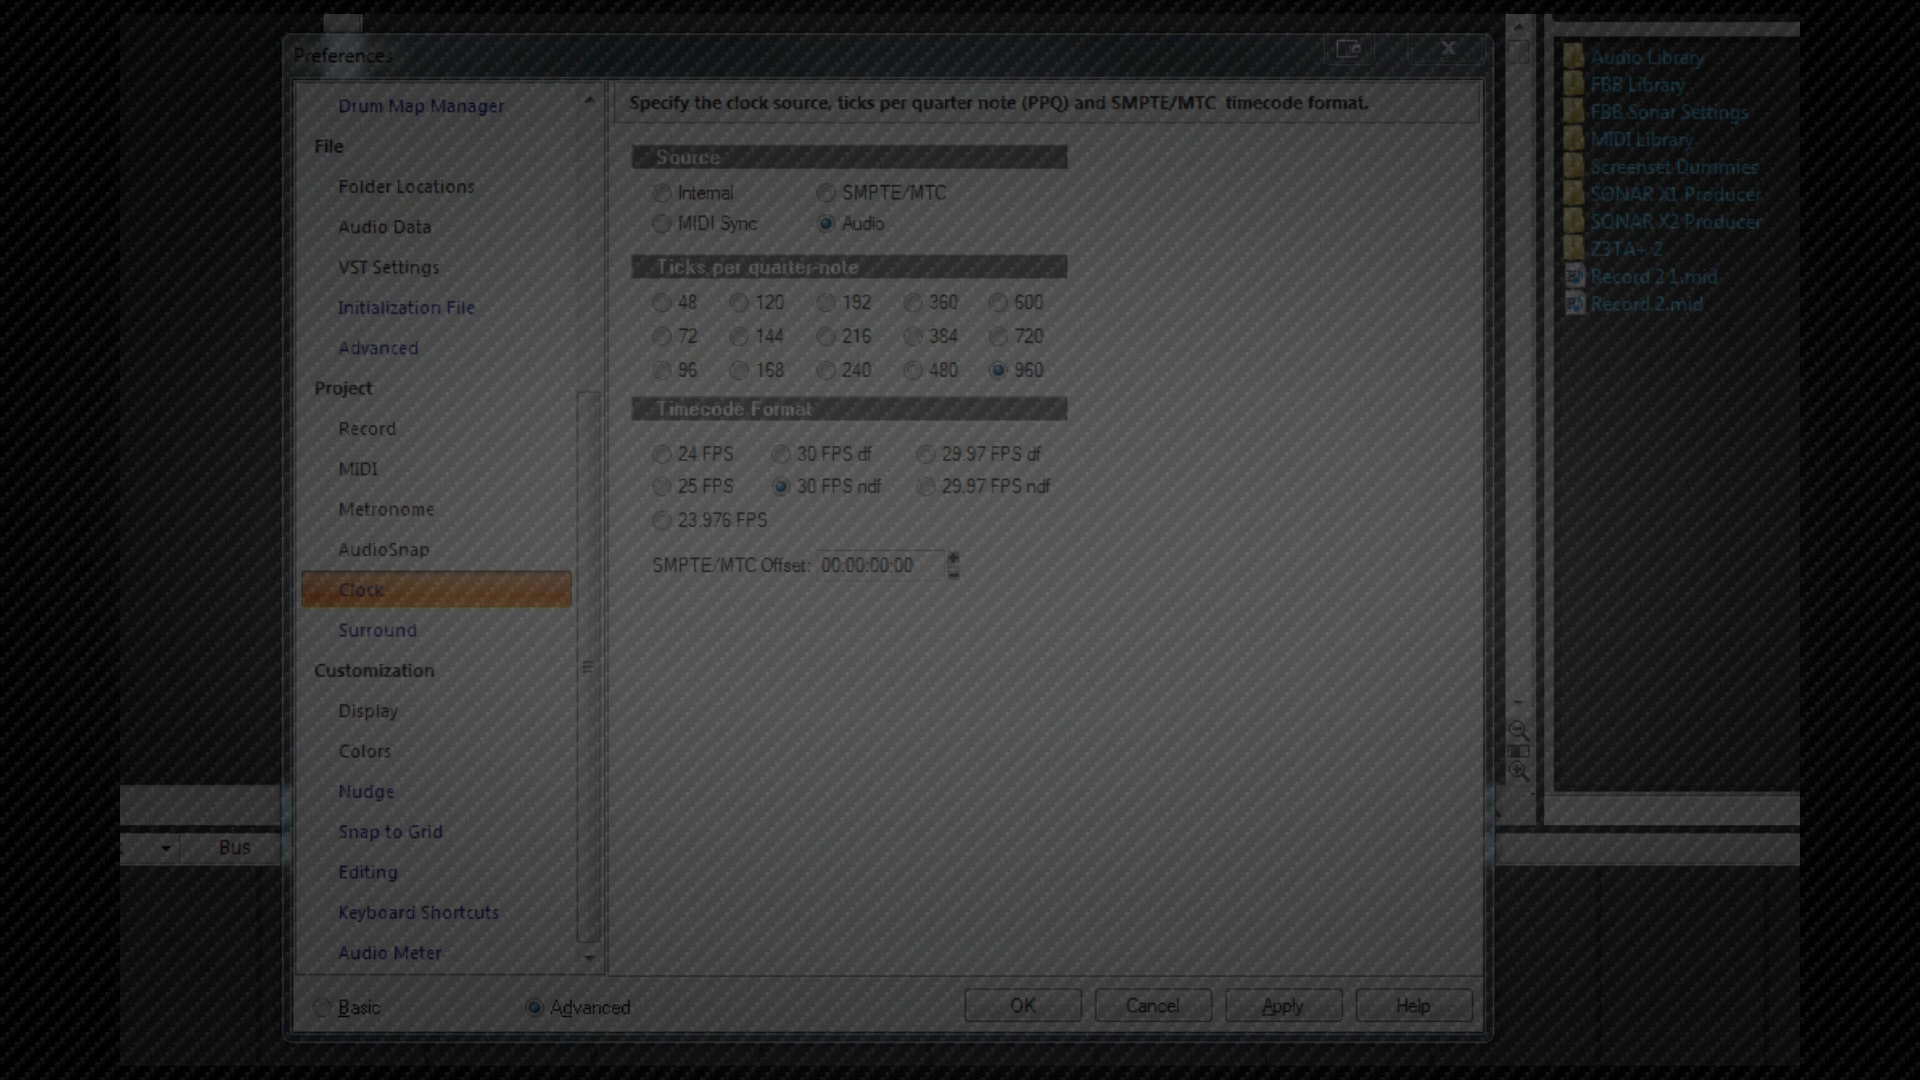 Preferences
Drum Map Manager
File
Folder Locations
Audio Data
VST Settings
Initialization File
Advanced
Project
Record
MIDI
Metronome
AudioSnap
Clock
Surround
Customization
Display
Colors
Nudge
Snap to Grid
Editing
Keyboard Shortcuts
Audio Meter
Basic
Advanced
Specify the clock source, ticks per quarter note (PPQ) and SMPTE/MTC timecode format.
Source
Internal SMPTE/MTC
MIDI Sync Audio
Ticks per quarter-note
48 120 192 360 600
72 144 216 384 720
96 168 240 480 960
Timecode Format
24 FPS 30 FPS df 29.97 FPS df
25 FPS 30 FPS ndf 29.97 FPS ndf
23.976 FPS
SMPTE/MTC Offset: 00:00:00:00
OK Cancel Apply Help
Audio Library
FBB Library
FBB Sonar Settings
MIDI Library
Screenset Dummies
SONAR X1 Producer
SONAR X2 Producer
Z3TA+ 2
Record 2 1.mid
Record 2.mid
Bus